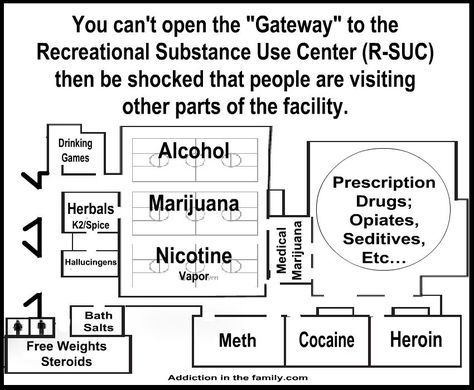 You can't open the "Gateway" to the
Recreational Substance Use Center (R-SUC)
then be shocked that people are visiting
other parts of the facility.
Drinking
Games
Alcohol
Marijuana
Nicotine
Vapor
Herbals
K2/Spice
Hallucingens
Medical
Marijuana
Prescription
Drugs;
Opiates,
Seditives,
Etc...
Bath
Salts
Free Weights
Steroids
Meth
Cocaine
Heroin
Addiction in the family.com